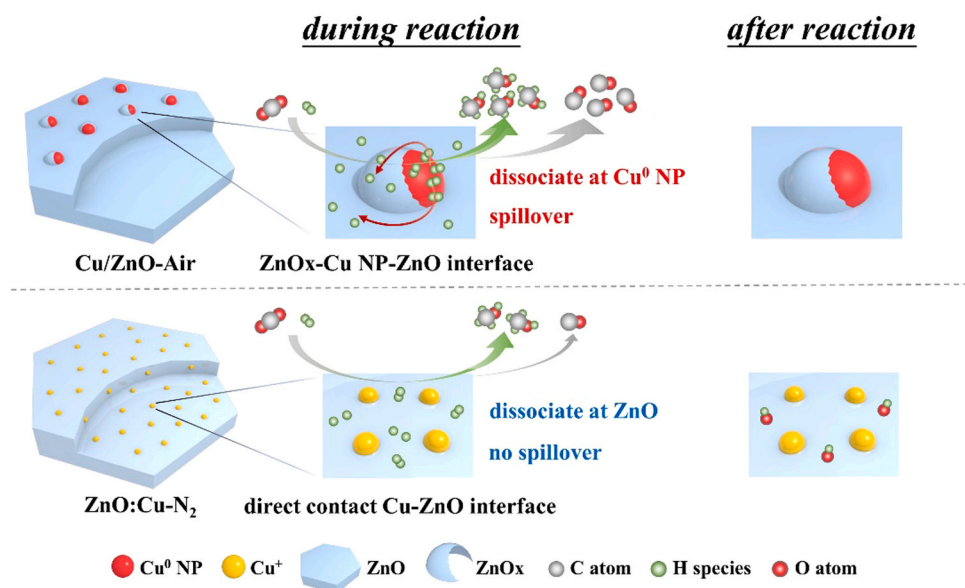 during reaction
after reaction
dissociate at Cu⁰ NP
spillover
Cu/ZnO-Air
ZnOx-Cu NP-ZnO interface
dissociate at ZnO
no spillover
ZnO:Cu-N₂
direct contact Cu-ZnO interface
Cu⁰ NP
Cu⁺
ZnO
ZnOx
C atom
H species
O atom